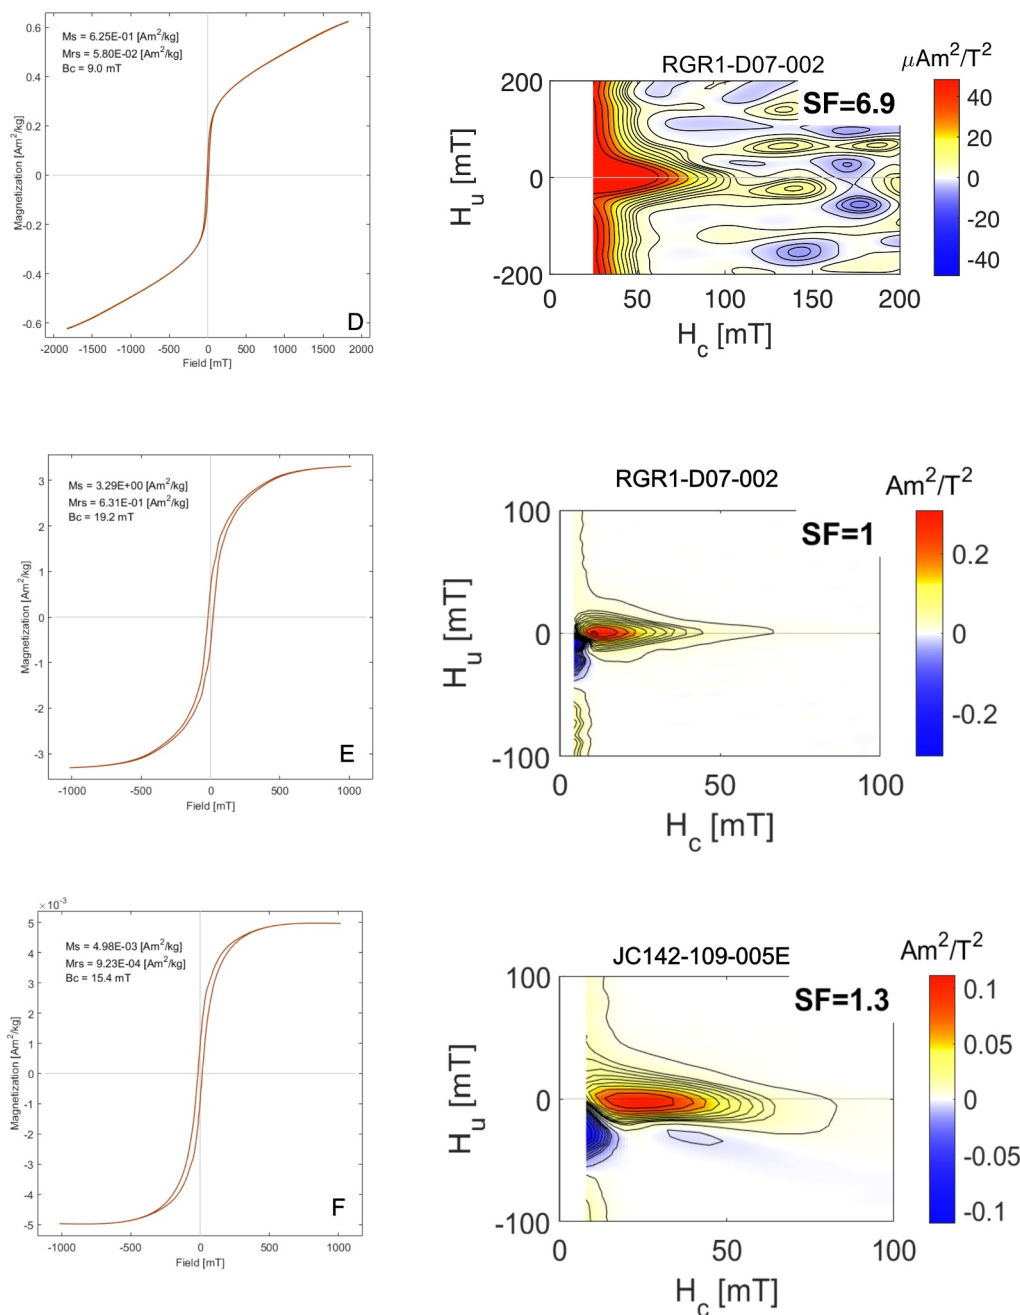 Ms = 6.25E-01 [Am²/kg]
Mrs = 5.80E-02 [Am²/kg]
Bc = 9.0 mT
0.6
0.4
0.2
0
-0.2
-0.4
-0.6
Magnetization [Am²/kg]
-2000 -1500 -1000 -500 0 500 1000 1500 2000
Field [mT]
D
RGR1-D07-002
SF=6.9
μAm²/T²
200
0
-200
H_u [mT]
0 50 100 150 200
H_c [mT]
40
20
0
-20
-40
Ms = 3.29E+00 [Am²/kg]
Mrs = 6.31E-01 [Am²/kg]
Bc = 19.2 mT
3
2
1
0
-1
-2
-3
Magnetization [Am²/kg]
-1000 -500 0 500 1000
Field [mT]
E
RGR1-D07-002
SF=1
Am²/T²
100
0
-100
H_u [mT]
0 50 100
H_c [mT]
0.2
0
-0.2
×10⁻³
Ms = 4.98E-03 [Am²/kg]
Mrs = 9.23E-04 [Am²/kg]
Bc = 15.4 mT
5
4
3
2
1
0
-1
-2
-3
-4
-5
Magnetization [Am²/kg]
-1000 -500 0 500 1000
Field [mT]
F
JC142-109-005E
SF=1.3
Am²/T²
100
0
-100
H_u [mT]
0 50 100
H_c [mT]
0.1
0.05
0
-0.05
-0.1